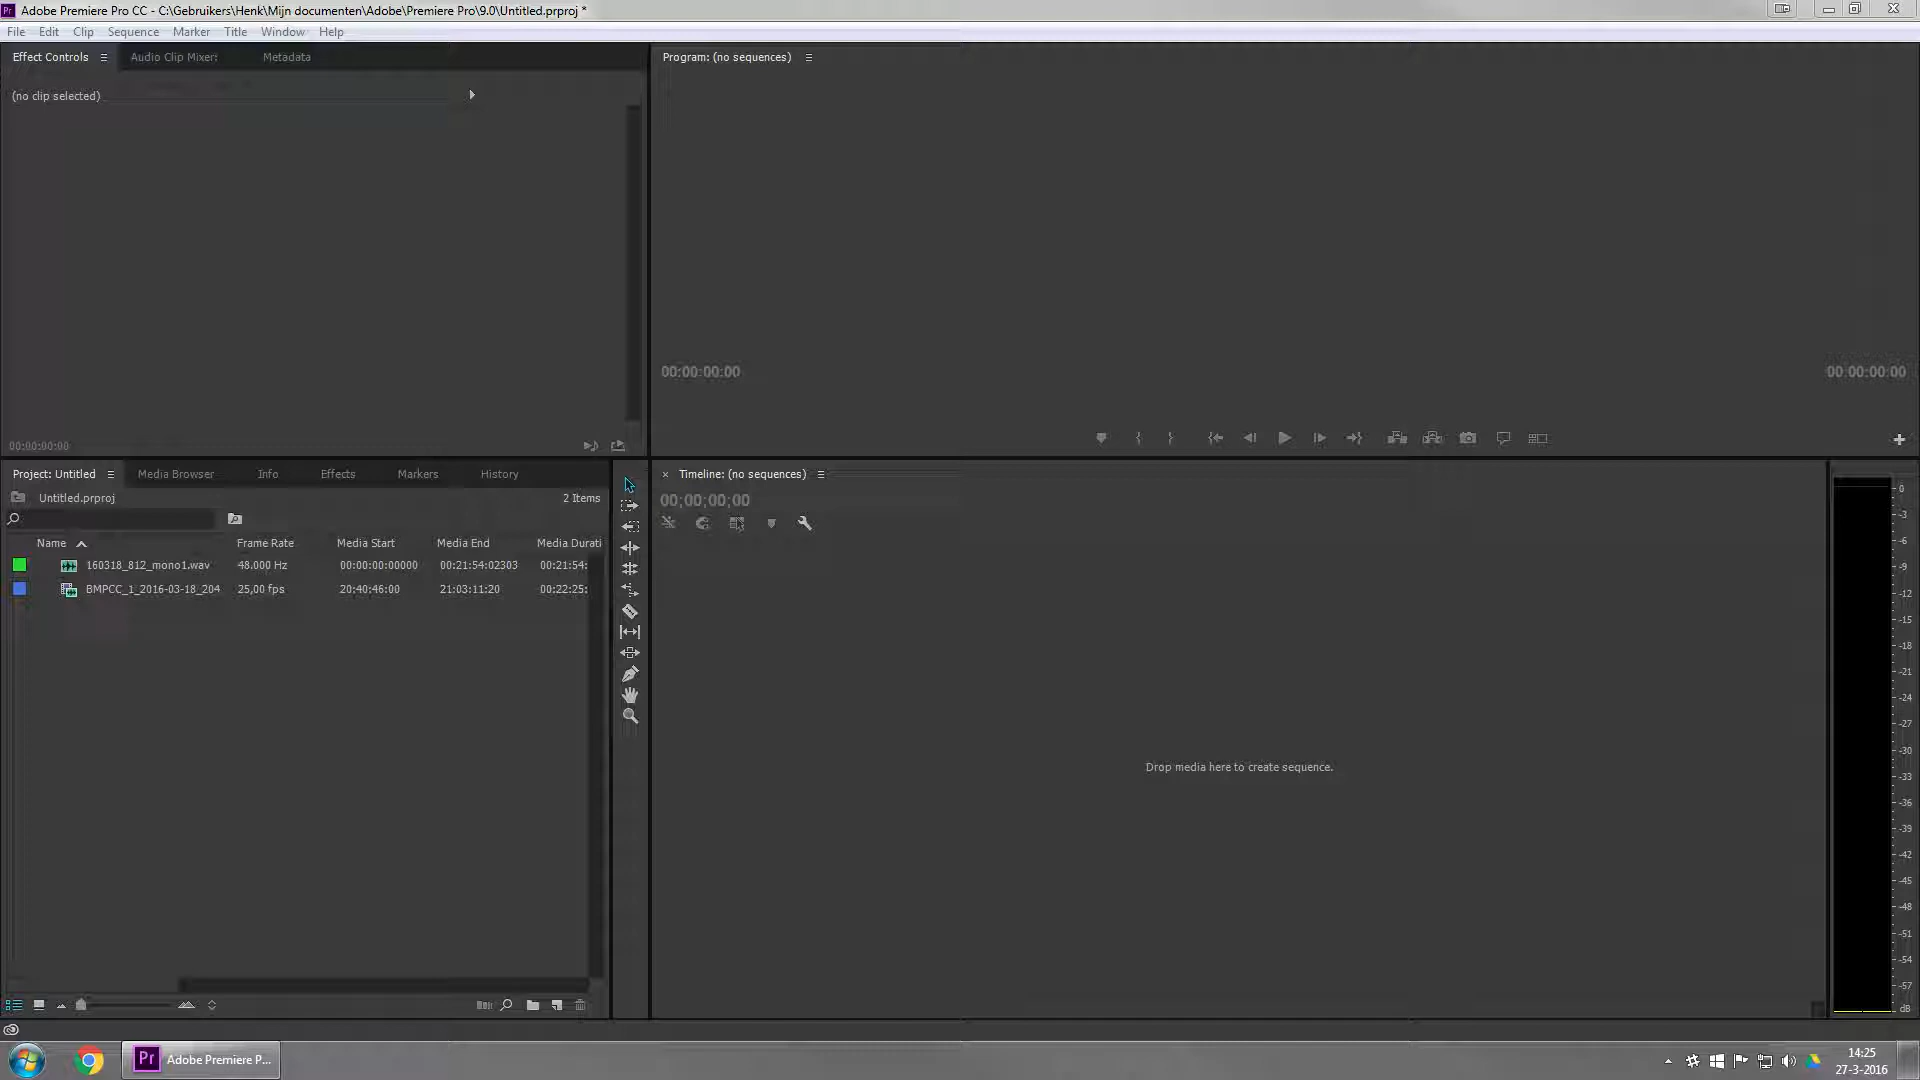 Adobe Premiere Pro CC - C:\Gebruikers\Henk\Mijn documenten\Adobe\Premiere Pro\9.0\Untitled.prproj *
File Edit Clip Sequence Marker Title Window Help
Effect Controls Audio Clip Mixer: Metadata
Program: (no sequences)
(no clip selected)
00:00:00:00 00:00:00:00
00:00:00:00
Project: Untitled Media Browser Info Effects Markers History
Timeline: (no sequences)
Untitled.prproj 2 Items
00;00;00;00
Name Frame Rate Media Start Media End Media Durati
160318_812_mono1.wav 48.000 Hz 00:00:00:00000 00:21:54:02303 00:21:54:
BMPCC_1_2016-03-18_204 25,00 fps 20:40:46:00 21:03:11:20 00:22:25:
Drop media here to create sequence.
0
-3
-6
-9
-12
-15
-18
-21
-24
-27
-30
-33
-36
-39
-42
-45
-48
-51
-54
-57
dB
Pr Adobe Premiere P...
14:25
27-3-2016